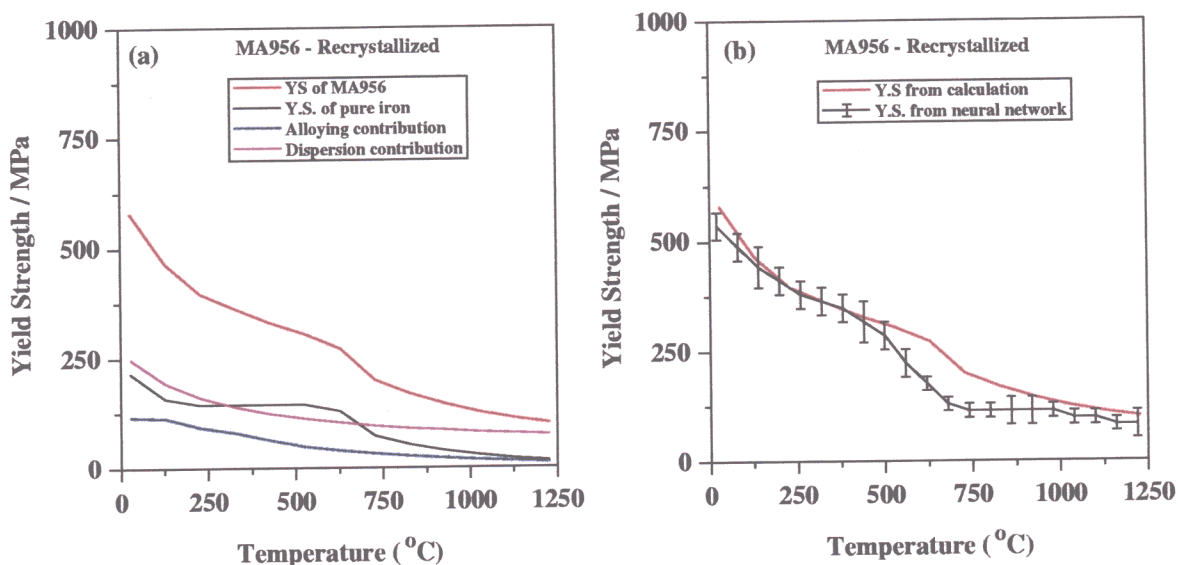 1000
(a)
MA956 - Recrystallized
YS of MA956
Y.S. of pure iron
Alloying contribution
Dispersion contribution
750
500
250
0
0
250
500
750
1000
1250
Yield Strength / MPa
Temperature (°C)
1000
(b)
MA956 - Recrystallized
Y.S from calculation
Y.S. from neural network
750
500
250
0
0
250
500
750
1000
1250
Yield Strength / MPa
Temperature (°C)